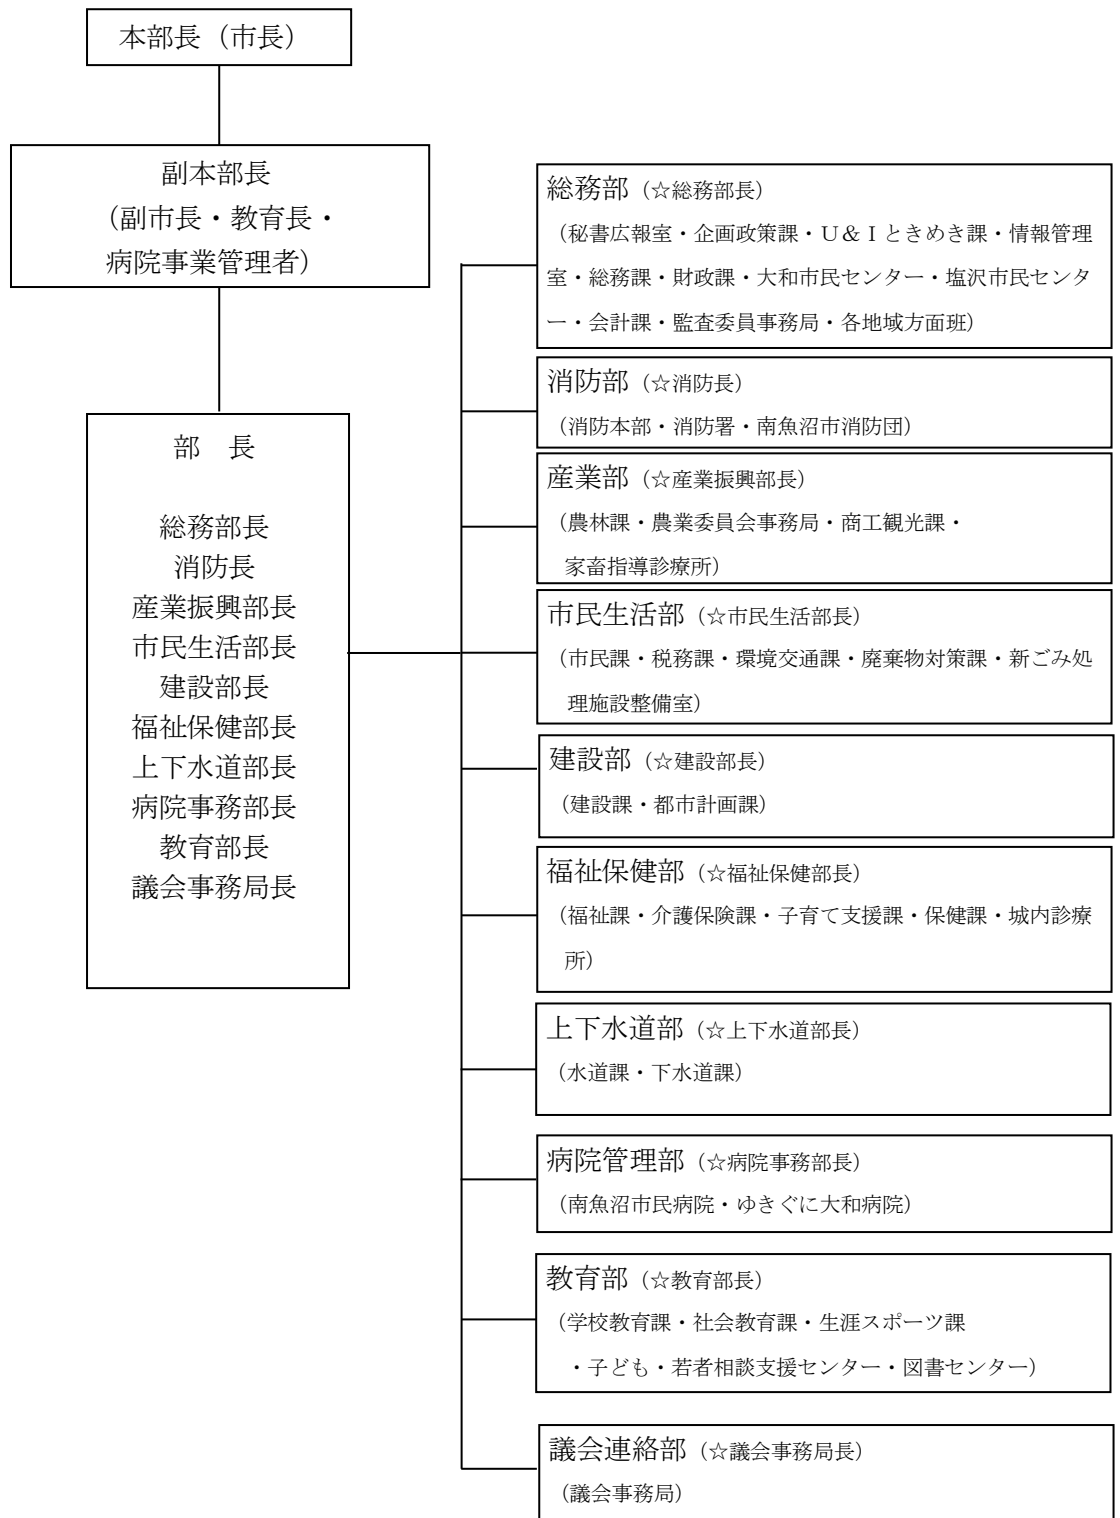 本部長（市長）
副本部長
（副市長・教育長・
病院事業管理者）
部　長
総務部長
消防長
産業振興部長
市民生活部長
建設部長
福祉保健部長
上下水道部長
病院事務部長
教育部長
議会事務局長
総務部（☆総務部長）
（秘書広報室・企画政策課・Ｕ＆Ｉときめき課・情報管理
室・総務課・財政課・大和市民センター・塩沢市民センタ
ー・会計課・監査委員事務局・各地域方面班）
消防部（☆消防長）
（消防本部・消防署・南魚沼市消防団）
産業部（☆産業振興部長）
（農林課・農業委員会事務局・商工観光課・
家畜指導診療所）
市民生活部（☆市民生活部長）
（市民課・税務課・環境交通課・廃棄物対策課・新ごみ処
理施設整備室）
建設部（☆建設部長）
（建設課・都市計画課）
福祉保健部（☆福祉保健部長）
（福祉課・介護保険課・子育て支援課・保健課・城内診療
所）
上下水道部（☆上下水道部長）
（水道課・下水道課）
病院管理部（☆病院事務部長）
（南魚沼市民病院・ゆきぐに大和病院）
教育部（☆教育部長）
（学校教育課・社会教育課・生涯スポーツ課
・子ども・若者相談支援センター・図書センター）
議会連絡部（☆議会事務局長）
（議会事務局）